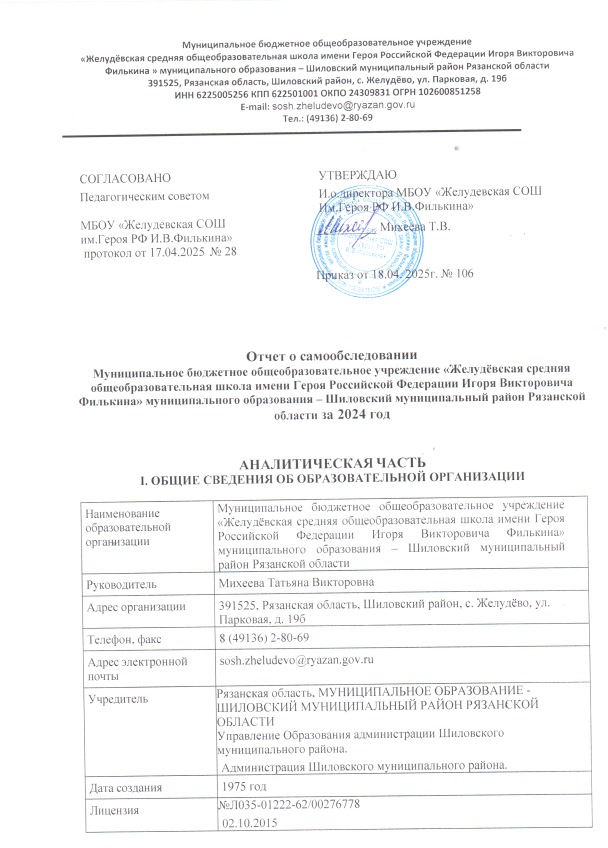 Муниципальное бюджетное общеобразовательное учреждение
«Желудёвская средняя общеобразовательная школа имени Героя Российской Федерации Игоря Викторовича
Филькина » муниципального образования – Шиловский муниципальный район Рязанской области
391525, Рязанская область, Шиловский район, с. Желудёво, ул. Парковая, д. 19б
ИНН 6225005256 КПП 622501001 ОКПО 24309831 ОГРН 102600851258
E-mail: sosh.zheludevo@ryazan.gov.ru
Тел.: (49136) 2-80-69
СОГЛАСОВАНО
Педагогическим советом
МБОУ «Желудевская СОШ
им.Героя РФ И.В.Филькина»
протокол от 17.04.2025 № 28
УТВЕРЖДАЮ
И.о.директора МБОУ «Желудевская СОШ
Им.Героя РФ И.В.Филькина»
Михеева Т.В.
Приказ от 18.04. 2025г. № 106
Отчет о самообследовании
Муниципальное бюджетное общеобразовательное учреждение «Желудёвская средняя
общеобразовательная школа имени Героя Российской Федерации Игоря Викторовича
Филькина» муниципального образования – Шиловский муниципальный район Рязанской
области за 2024 год
АНАЛИТИЧЕСКАЯ ЧАСТЬ
I. ОБЩИЕ СВЕДЕНИЯ ОБ ОБРАЗОВАТЕЛЬНОЙ ОРГАНИЗАЦИИ
Наименование
образовательной
организации
Муниципальное бюджетное общеобразовательное учреждение
«Желудёвская средняя общеобразовательная школа имени Героя
Российской Федерации Игоря Викторовича Филькина»
муниципального образования – Шиловский муниципальный
район Рязанской области
Руководитель
Михеева Татьяна Викторовна
Адрес организации
391525, Рязанская область, Шиловский район, с. Желудёво, ул.
Парковая, д. 19б
Телефон, факс
8 (49136) 2-80-69
Адрес электронной
почты
sosh.zheludevo@ryazan.gov.ru
Учредитель
Рязанская область, МУНИЦИПАЛЬНОЕ ОБРАЗОВАНИЕ -
ШИЛОВСКИЙ МУНИЦИПАЛЬНЫЙ РАЙОН РЯЗАНСКОЙ
ОБЛАСТИ
Управление Образования администрации Шиловского
муниципального района.
Администрация Шиловского муниципального района.
Дата создания
1975 год
Лицензия
№Л035-01222-62/00276778
02.10.2015